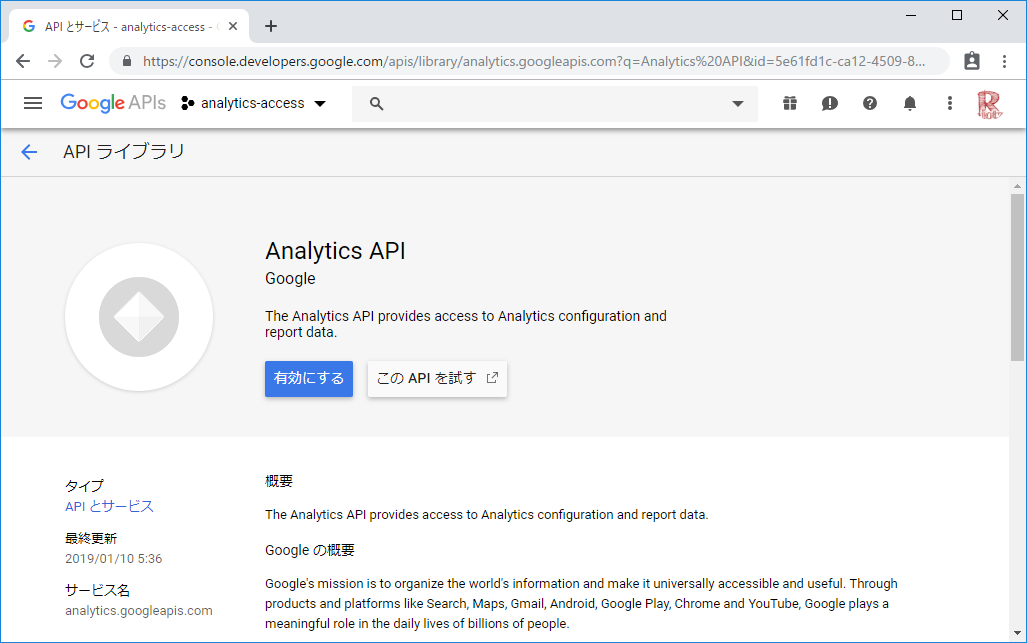 API とサービス - analytics-access -
https://console.developers.google.com/apis/library/analytics.googleapis.com?q=Analytics%20API&id=5e61fd1c-ca12-4509-8...
Google APIs analytics-access
API ライブラリ
Analytics API
Google
The Analytics API provides access to Analytics configuration and
report data.
有効にする この API を試す
タイプ
API とサービス
最終更新
2019/01/10 5:36
サービス名
analytics.googleapis.com
概要
The Analytics API provides access to Analytics configuration and report data.
Google の概要
Google's mission is to organize the world's information and make it universally accessible and useful. Through
products and platforms like Search, Maps, Gmail, Android, Google Play, Chrome and YouTube, Google plays a
meaningful role in the daily lives of billions of people.